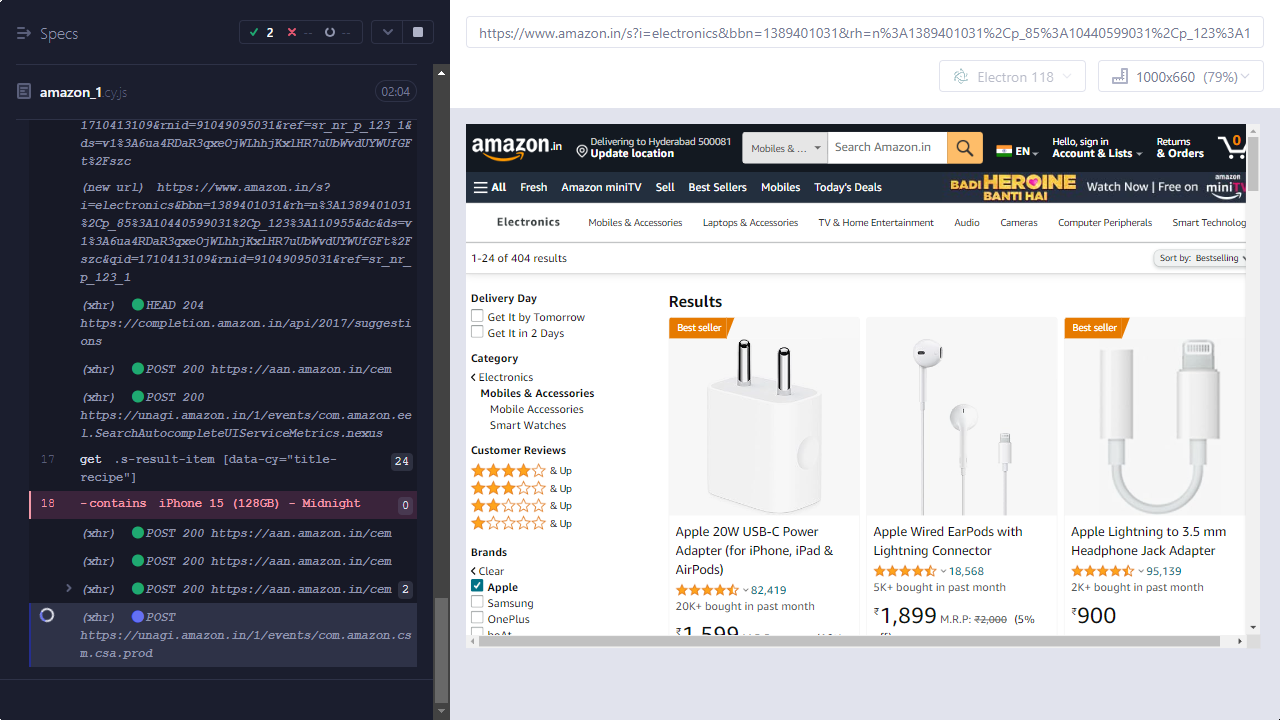 Specs
2
--
--
amazon_1.cy.js
02:04
1710413109&rnid=91049095031&ref=sr_nr_p_123_1&
ds=v1%3A6ua4RDaR3qxeOjWLhhjKxlHR7uUbWvdUYWUfGF
t%2Fszc
(new url) https://www.amazon.in/s?
i=electronics&bbn=1389401031&rh=n%3A1389401031
%2Cp_85%3A10440599031%2Cp_123%3A110955&dc&ds=v
1%3A6ua4RDaR3qxeOjWLhhjKxlHR7uUbWvdUYWUfGFt%2F
szc&qid=1710413109&rnid=91049095031&ref=sr_nr_
p_123_1
(xhr) HEAD 204
https://completion.amazon.in/api/2017/suggesti
ons
(xhr) POST 200 https://aan.amazon.in/cem
(xhr) POST 200
https://unagi.amazon.in/1/events/com.amazon.ee
l.SearchAutocompleteUIServiceMetrics.nexus
17 get .s-result-item [data-cy="title-
recipe"]
24
18 -contains iPhone 15 (128GB) - Midnight 0
(xhr) POST 200 https://aan.amazon.in/cem
(xhr) POST 200 https://aan.amazon.in/cem
(xhr) POST 200 https://aan.amazon.in/cem 2
(xhr) POST
https://unagi.amazon.in/1/events/com.amazon.cs
m.csa.prod
https://www.amazon.in/s?i=electronics&bbn=1389401031&rh=n%3A1389401031%2Cp_85%3A10440599031%2Cp_123%3A1
Electron 118
1000x660 (79%)
amazon.in
Delivering to Hyderabad 500081
Update location
Mobiles & ...
Search Amazon.in
EN
Hello, sign in
Account & Lists
Returns
& Orders
0
All Fresh Amazon miniTV Sell Best Sellers Mobiles Today's Deals
BADI HEROINE
BANTI HAI
Watch Now | Free on
amazon
miniTV
Electronics Mobiles & Accessories Laptops & Accessories TV & Home Entertainment Audio Cameras Computer Peripherals Smart Technolog
1-24 of 404 results
Sort by: Bestselling
Delivery Day
Get It by Tomorrow
Get It in 2 Days
Category
Electronics
Mobiles & Accessories
Mobile Accessories
Smart Watches
Customer Reviews
& Up
& Up
& Up
& Up
Brands
Clear
Apple
Samsung
OnePlus
boAt
Results
Best seller
Apple 20W USB-C Power
Adapter (for iPhone, iPad &
AirPods)
82,419
20K+ bought in past month
₹1,599
Apple Wired EarPods with
Lightning Connector
18,568
5K+ bought in past month
₹1,899 M.R.P: ₹2,000 (5%
Best seller
Apple Lightning to 3.5 mm
Headphone Jack Adapter
95,139
2K+ bought in past month
₹900